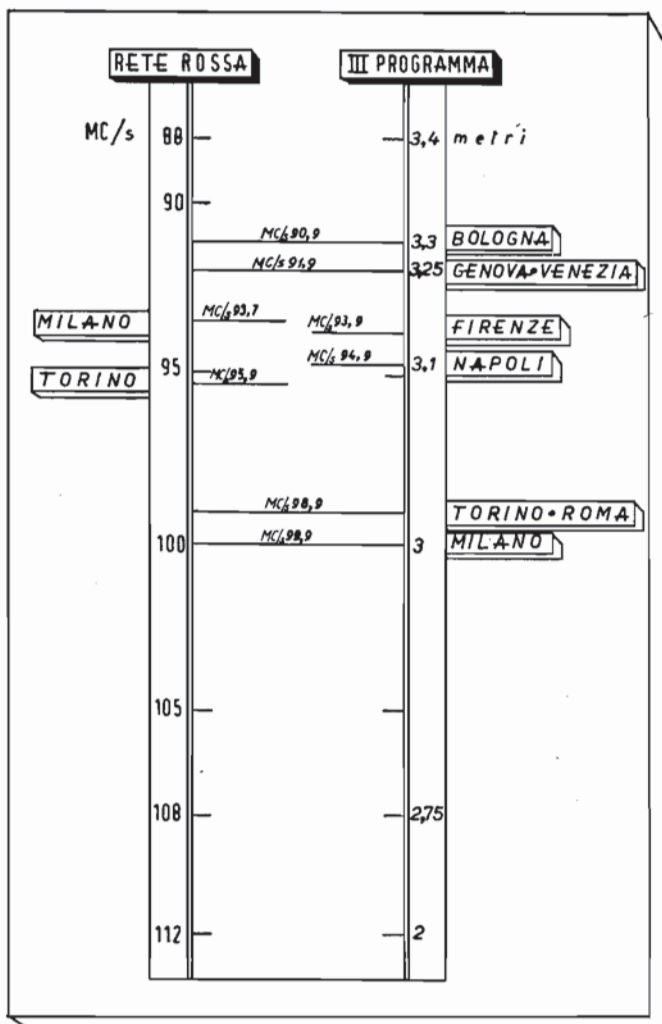 RETE ROSSA III PROGRAMMA
MC/s 88 3,4 metri
90
MC/s 90,9 3,3 BOLOGNA
MC/s 91,9 3,25 GENOVA•VENEZIA
MILANO MC/s 93,7 MC/s 93,9 FIRENZE
95 MC/s 94,9 3,1 NAPOLI
TORINO MC/s 95,9
MC/s 98,9 TORINO•ROMA
100 MC/s 99,9 3 MILANO
105
108 2,75
112 2